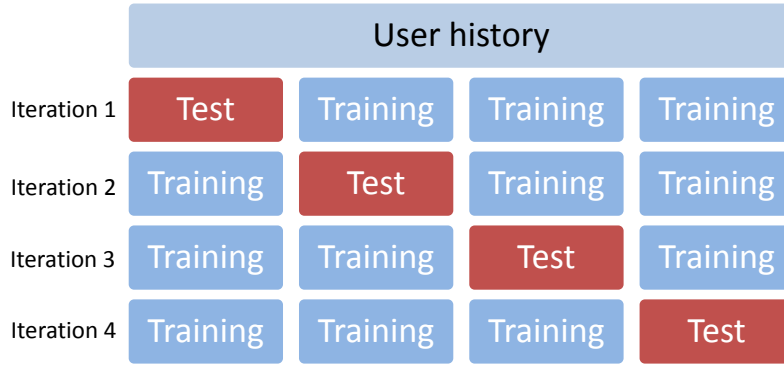 User history
Iteration 1 Test Training Training Training
Iteration 2 Training Test Training Training
Iteration 3 Training Training Test Training
Iteration 4 Training Training Training Test